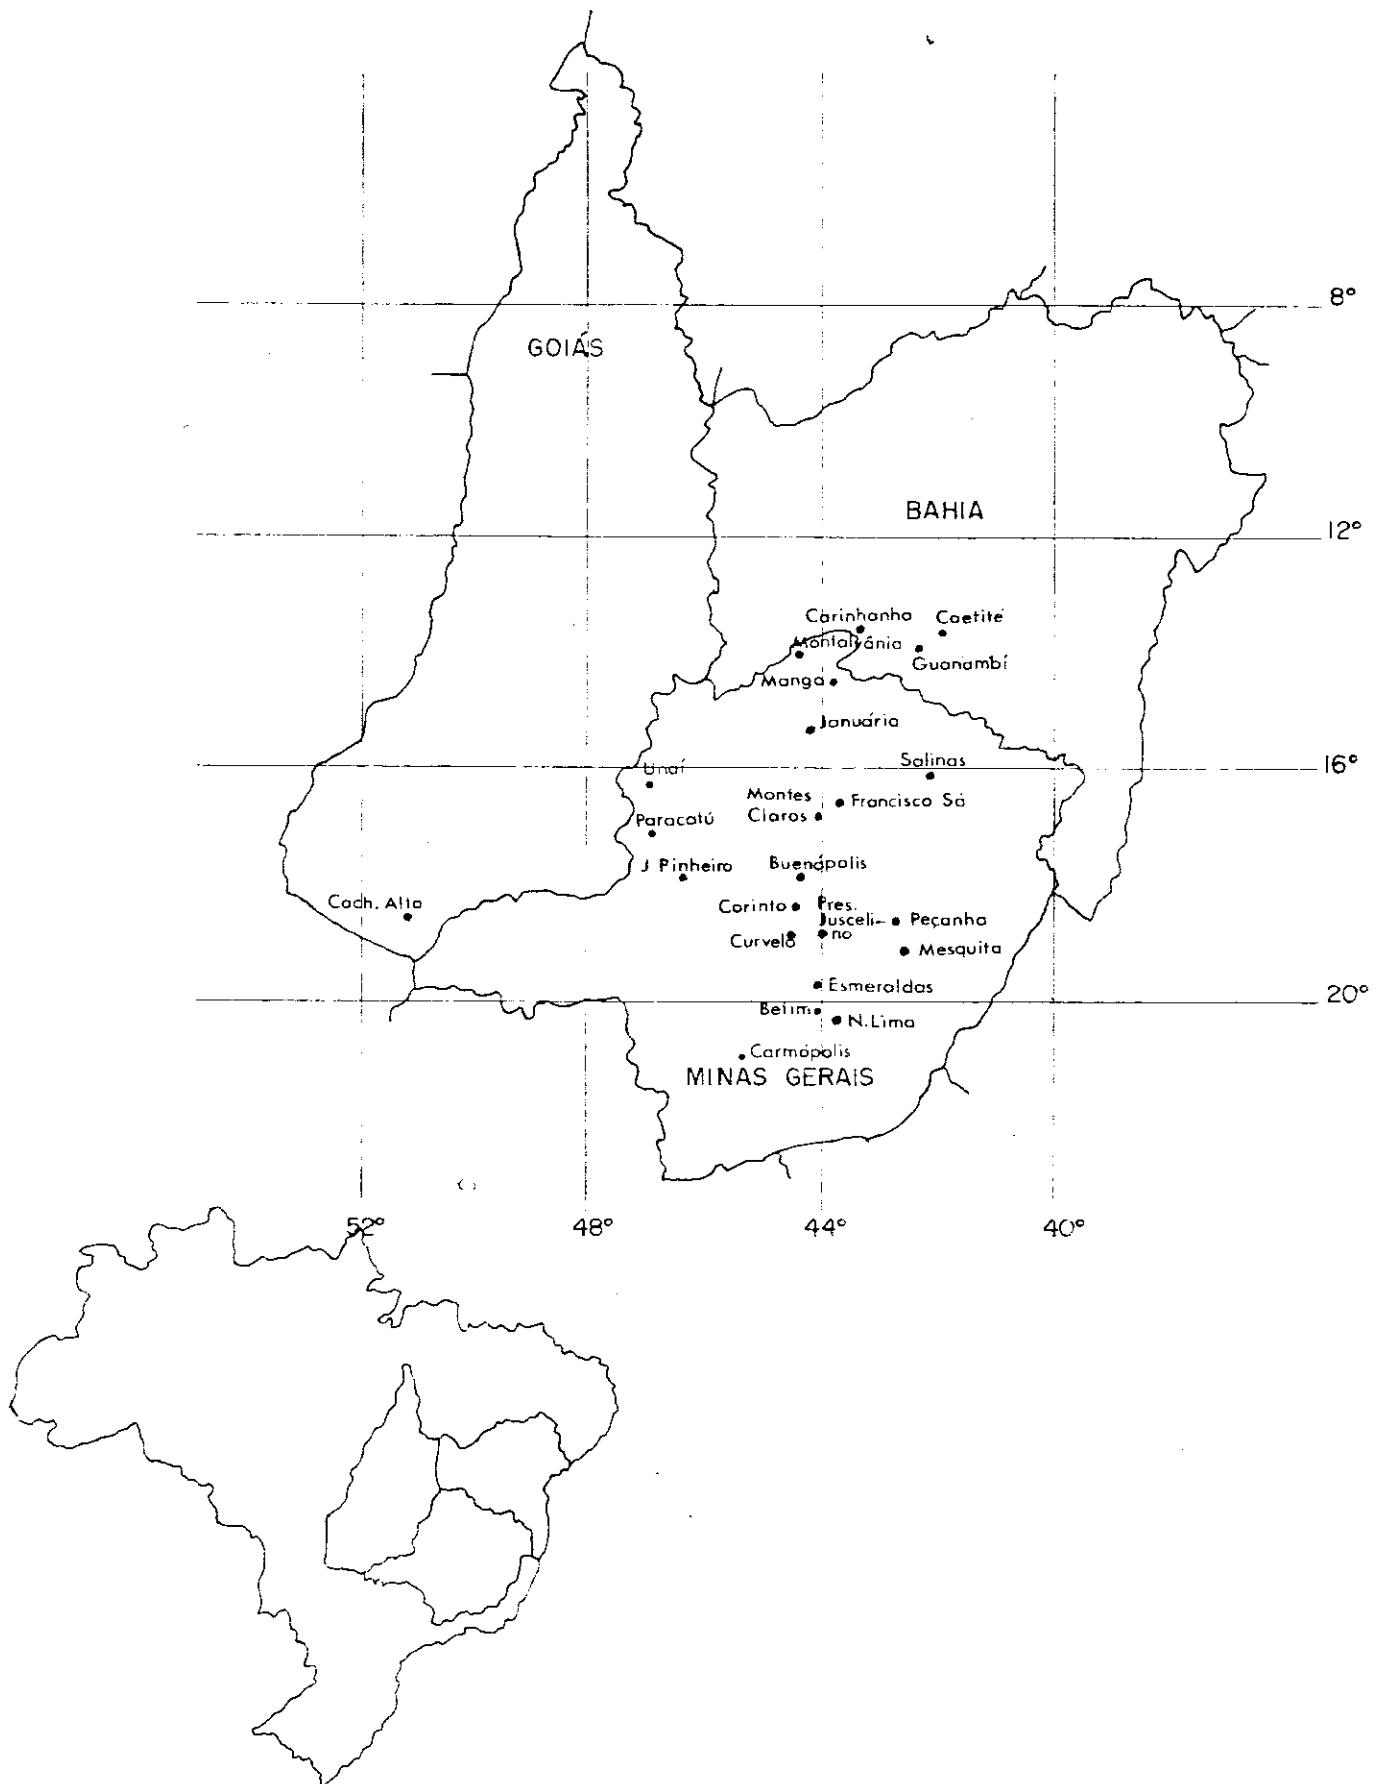 8°
GOIÁS
BAHIA
12°
Carinhanha
Caetité
Montalvânia
Guanambí
Manga
Januária
Salinas
16°
Unaí
Montes
Claros
Francisco Sá
Paracatú
J Pinheiro
Buenópolis
Cach. Alta
Corinto
Pres.
Jusceli-
no
Peçanha
Curvelo
Mesquita
Esmeraldas
20°
Betim
N. Lima
Carmópolis
MINAS GERAIS
52°
48°
44°
40°